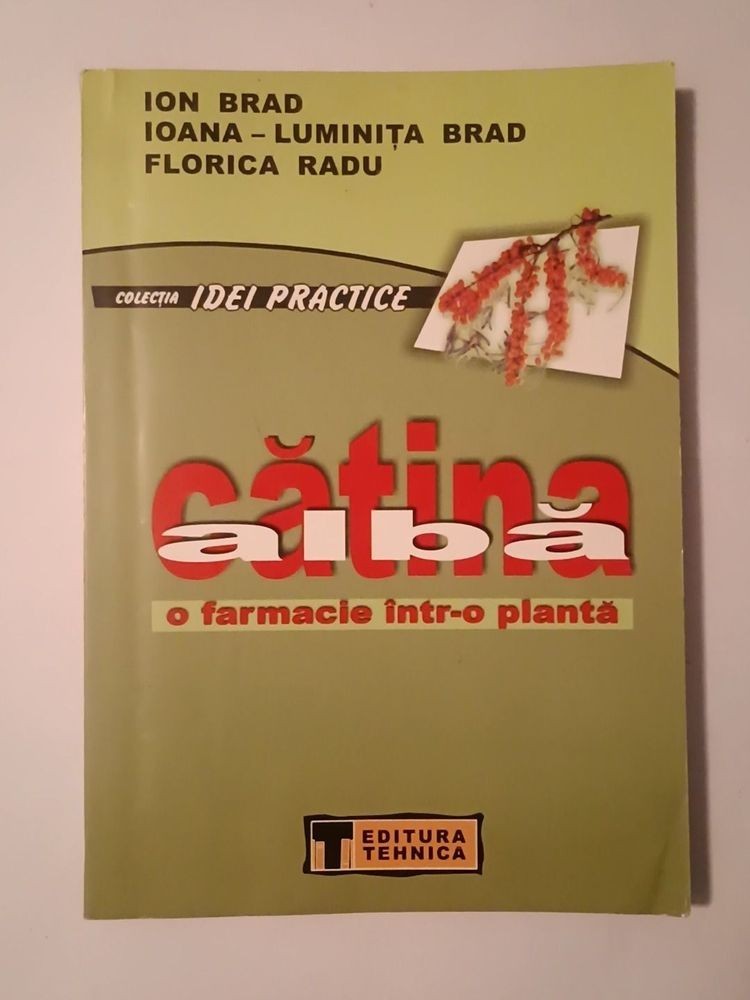 ION BRAD
IOANA – LUMINIȚA BRAD
FLORICA RADU
COLECȚIA IDEI PRACTICE
cătina
albă
o farmacie într-o plantă
T EDITURA
TEHNICA